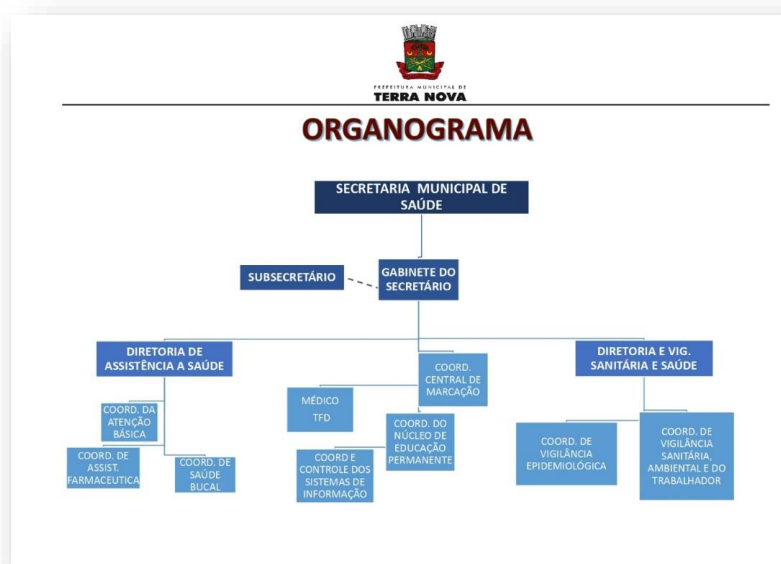 PREFEITURA MUNICIPAL DE
TERRA NOVA
ORGANOGRAMA
SECRETARIA MUNICIPAL DE
SAÚDE
SUBSECRETÁRIO
GABINETE DO
SECRETÁRIO
DIRETORIA DE
ASSISTÊNCIA A SAÚDE
COORD. DA
ATENÇÃO
BÁSICA
COORD. DE
ASSIST.
FARMACEUTICA
COORD. DE
SAÚDE
BUCAL
COORD.
CENTRAL DE
MARCAÇÃO
MÉDICO
TFD
COORD. DO
NÚCLEO DE
EDUCAÇÃO
PERMANENTE
COORD E
CONTROLE DOS
SISTEMAS DE
INFORMAÇÃO
DIRETORIA E VIG.
SANITÁRIA E SAÚDE
COORD. DE
VIGILÂNCIA
EPIDEMIOLÓGICA
COORD. DE
VIGILÂNCIA
SANITÁRIA,
AMBIENTAL E DO
TRABALHADOR